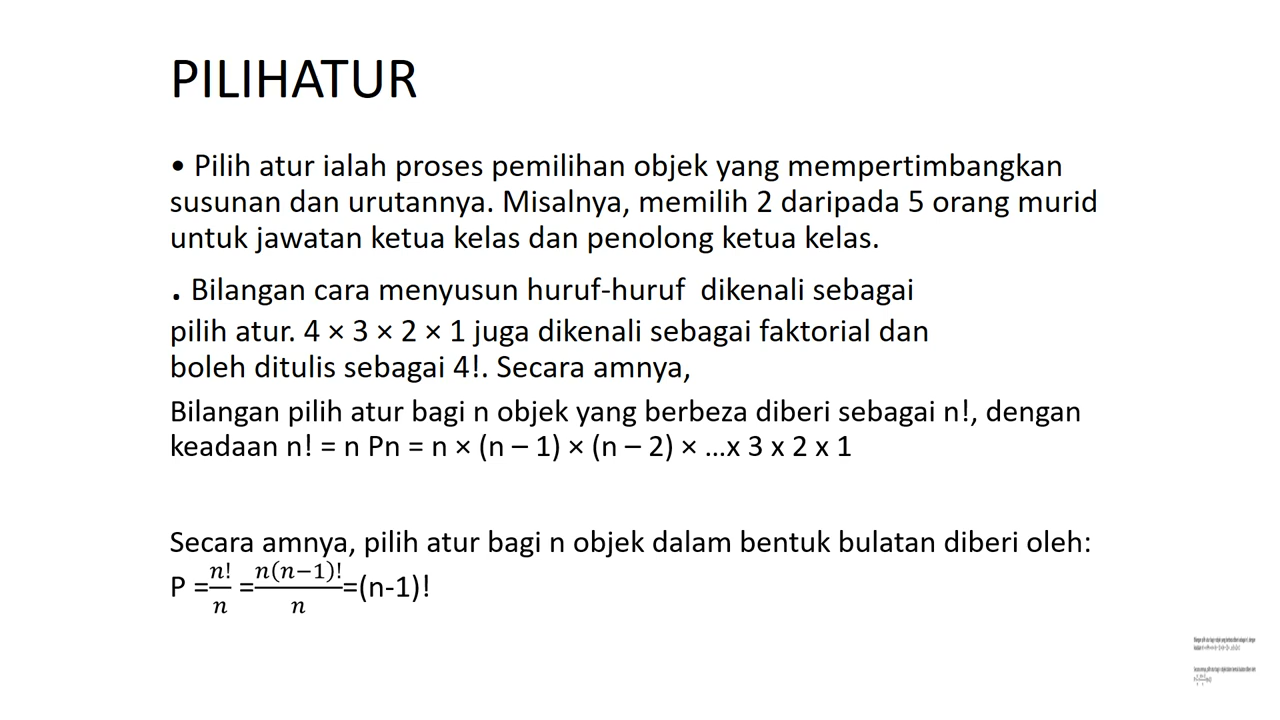 PILIHATUR
• Pilih atur ialah proses pemilihan objek yang mempertimbangkan
susunan dan urutannya. Misalnya, memilih 2 daripada 5 orang murid
untuk jawatan ketua kelas dan penolong ketua kelas.
. Bilangan cara menyusun huruf-huruf  dikenali sebagai
pilih atur. 4 × 3 × 2 × 1 juga dikenali sebagai faktorial dan
boleh ditulis sebagai 4!. Secara amnya,
Bilangan pilih atur bagi n objek yang berbeza diberi sebagai n!, dengan
keadaan n! = n Pn = n × (n – 1) × (n – 2) × …x 3 x 2 x 1
Secara amnya, pilih atur bagi n objek dalam bentuk bulatan diberi oleh:
P = n!/n = n(n−1)!/n =(n-1)!